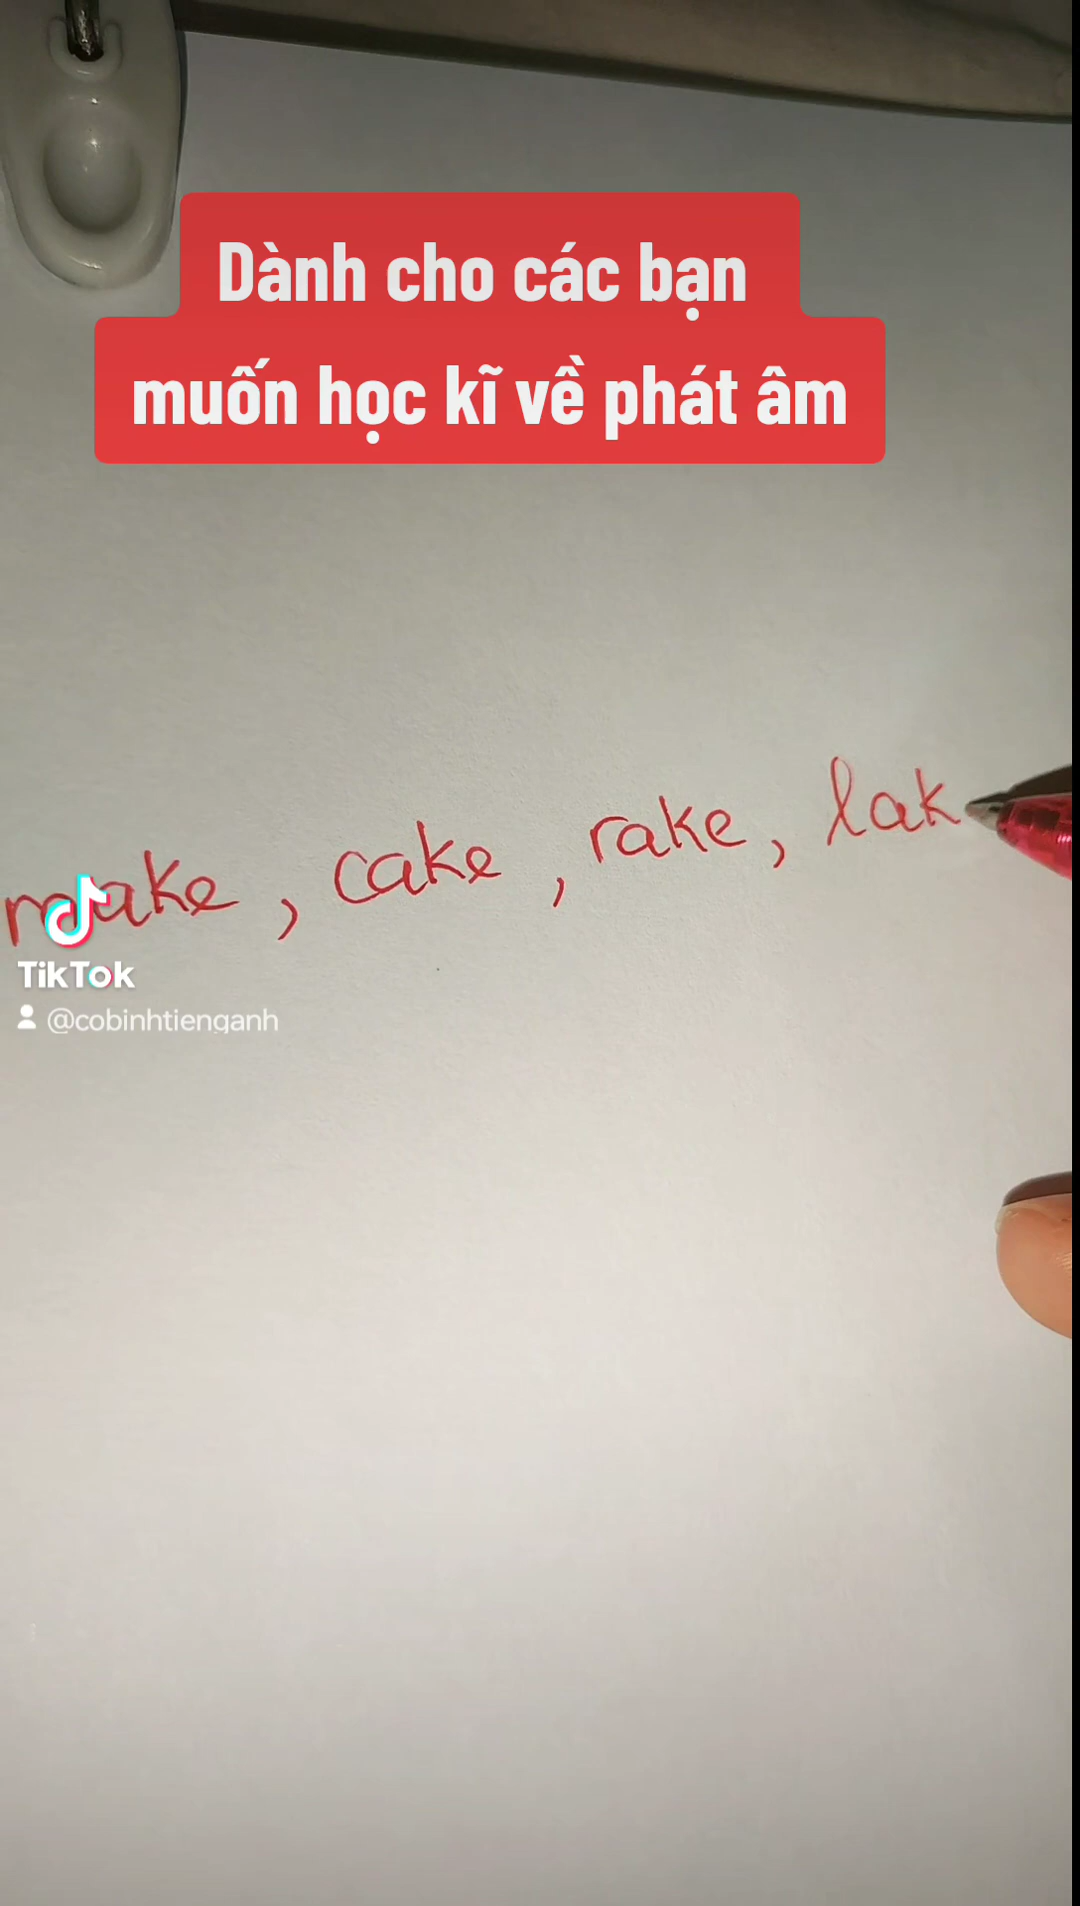 Dành cho các bạn
muốn học kĩ về phát âm
make, cake, rake, lak
TikTok
@cobinhtienganh